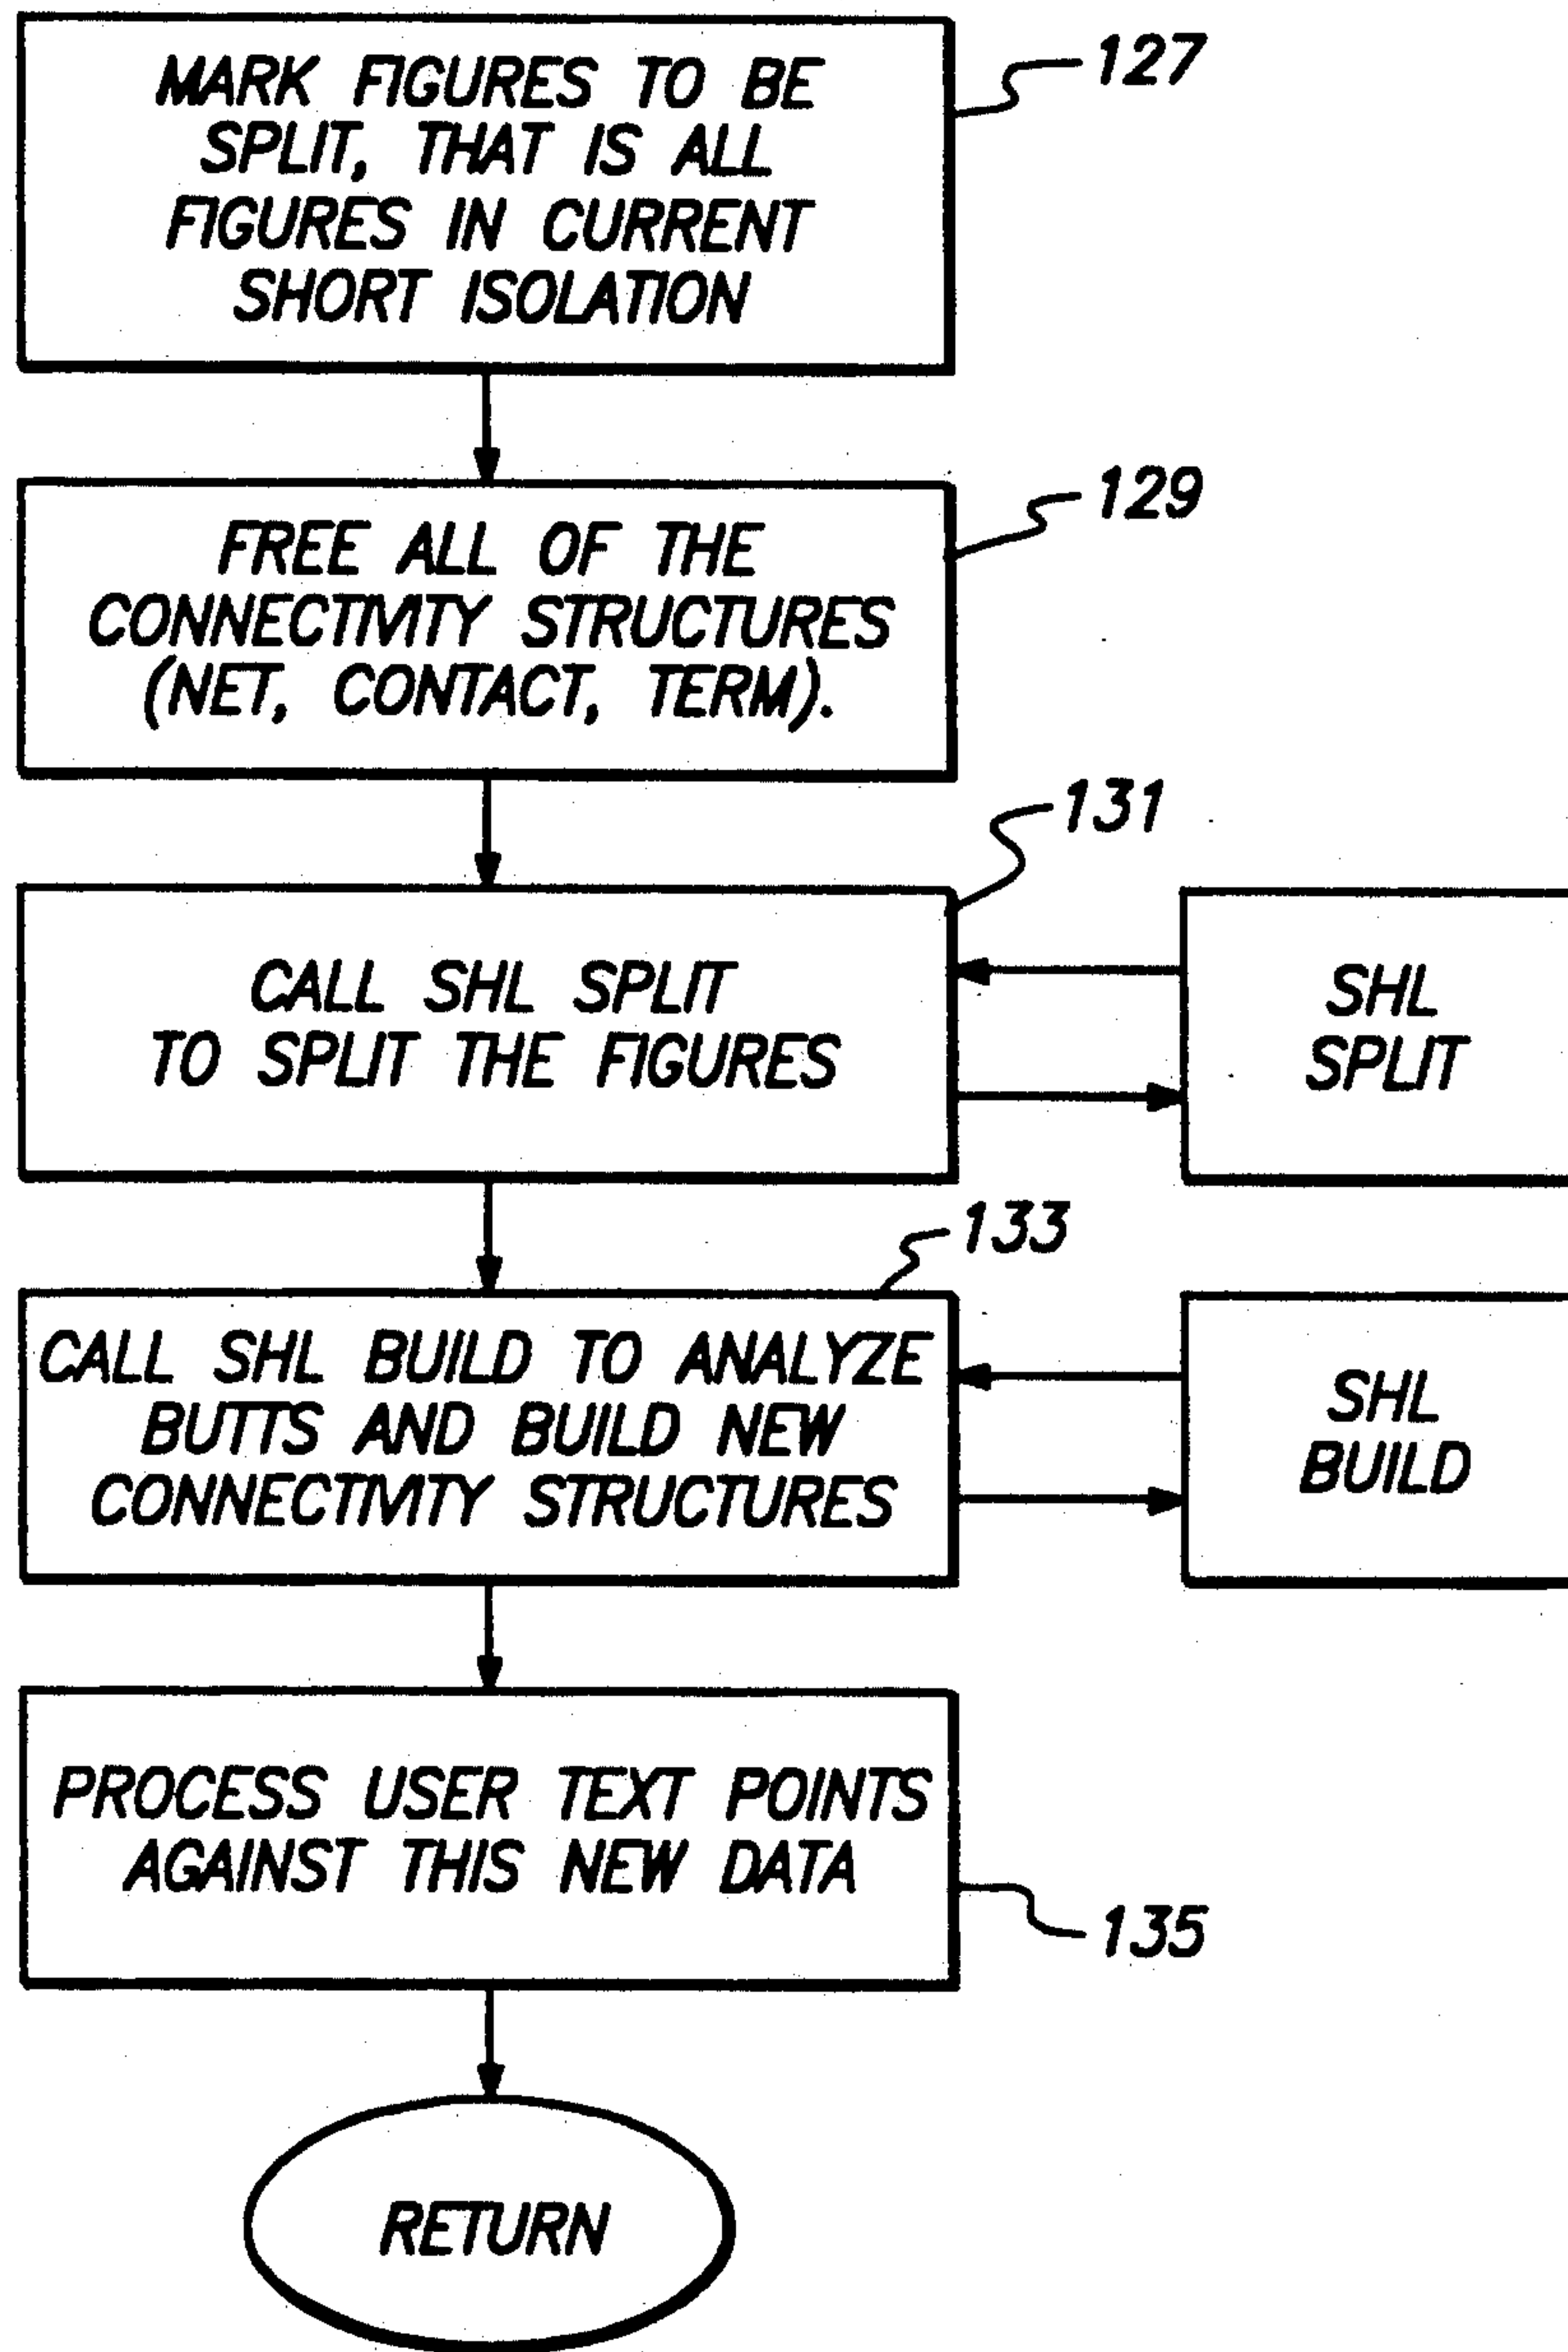 MARK FIGURES TO BE
SPLIT, THAT IS ALL
FIGURES IN CURRENT
SHORT ISOLATION
127
FREE ALL OF THE
CONNECTIVITY STRUCTURES
(NET, CONTACT, TERM).
129
131
CALL SHL SPLIT
TO SPLIT THE FIGURES
SHL
SPLIT
133
CALL SHL BUILD TO ANALYZE
BUTTS AND BUILD NEW
CONNECTIVITY STRUCTURES
SHL
BUILD
PROCESS USER TEXT POINTS
AGAINST THIS NEW DATA
135
RETURN